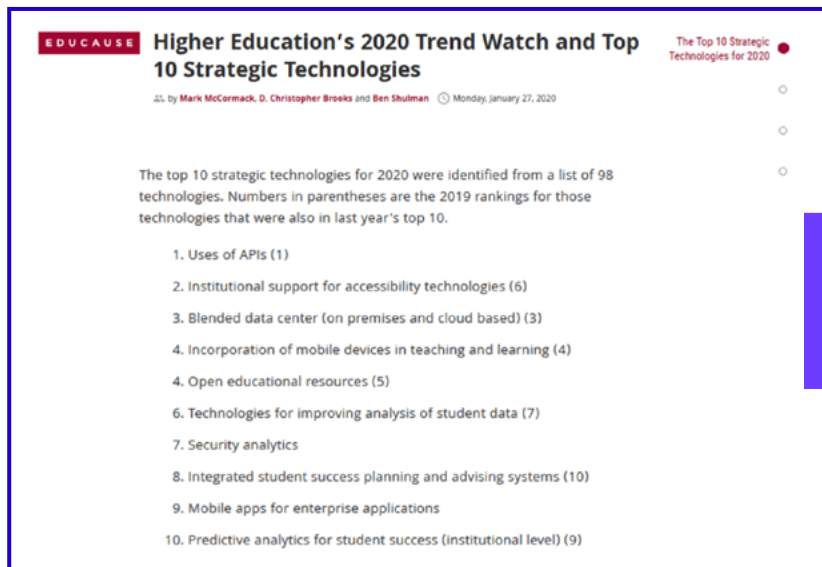 EDUCAUSE
Higher Education's 2020 Trend Watch and Top
10 Strategic Technologies
by Mark McCormack, D. Christopher Brooks and Ben Shulman Monday, January 27, 2020
The Top 10 Strategic
Technologies for 2020
The top 10 strategic technologies for 2020 were identified from a list of 98
technologies. Numbers in parentheses are the 2019 rankings for those
technologies that were also in last year's top 10.
1. Uses of APIs (1)
2. Institutional support for accessibility technologies (6)
3. Blended data center (on premises and cloud based) (3)
4. Incorporation of mobile devices in teaching and learning (4)
4. Open educational resources (5)
6. Technologies for improving analysis of student data (7)
7. Security analytics
8. Integrated student success planning and advising systems (10)
9. Mobile apps for enterprise applications
10. Predictive analytics for student success (institutional level) (9)